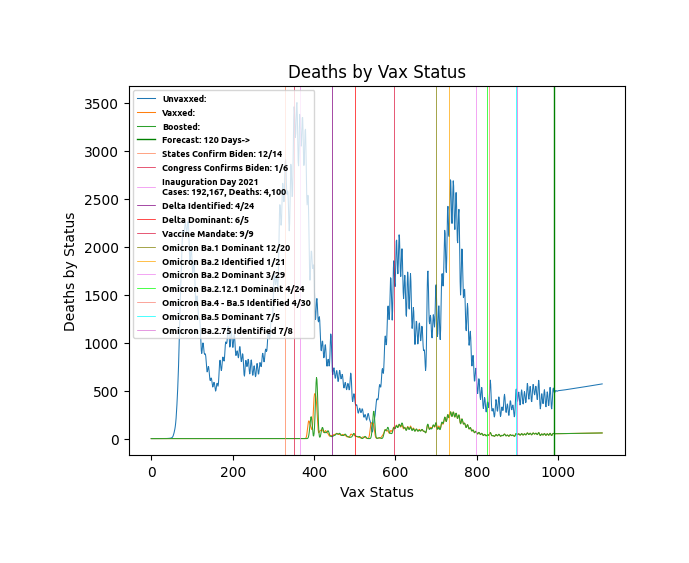 Deaths by Vax Status
Deaths by Status
3500
3000
2500
2000
1500
1000
500
0
Unvaxxed:
Vaxxed:
Boosted:
Forecast: 120 Days->
States Confirm Biden: 12/14
Congress Confirms Biden: 1/6
Inauguration Day 2021
Cases: 192,167, Deaths: 4,100
Delta Identified: 4/24
Delta Dominant: 6/5
Vaccine Mandate: 9/9
Omicron Ba.1 Dominant 12/20
Omicron Ba.2 Identified 1/21
Omicron Ba.2 Dominant 3/29
Omicron Ba.2.12.1 Dominant 4/24
Omicron Ba.4 - Ba.5 Identified 4/30
Omicron Ba.5 Dominant 7/5
Omicron Ba.2.75 Identified 7/8
0 200 400 600 800 1000
Vax Status